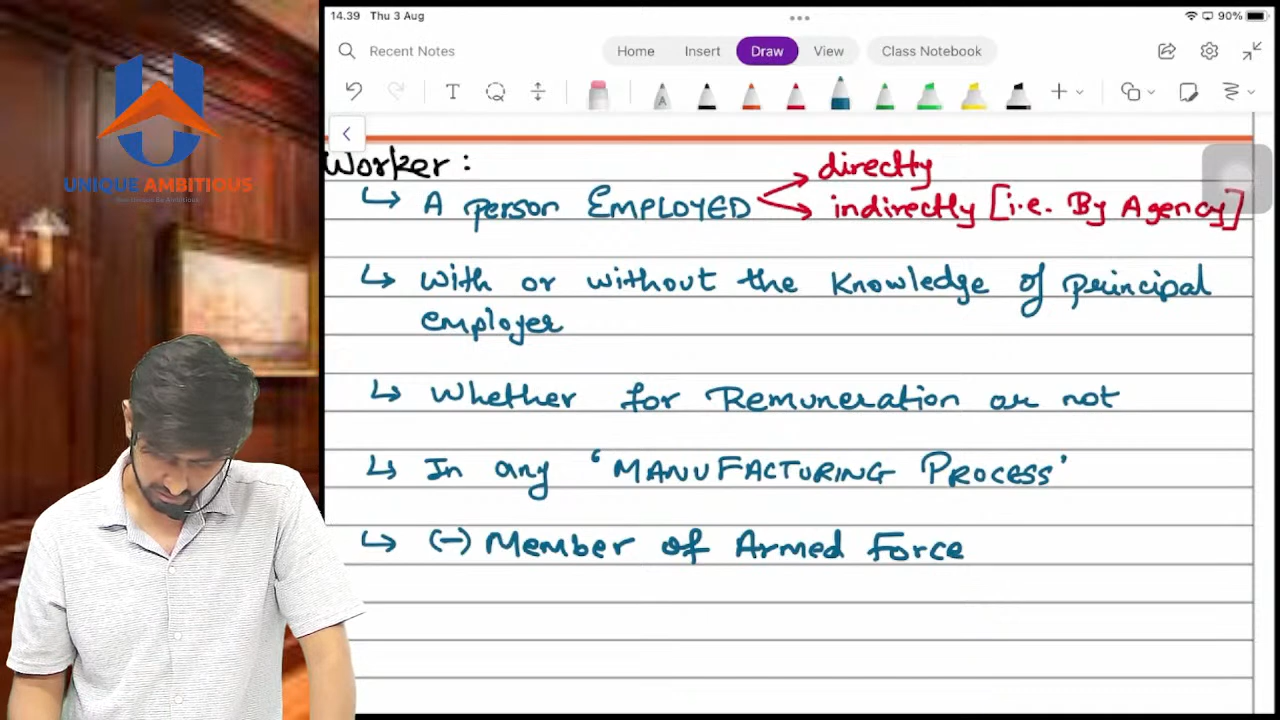 14.39 Thu 3 Aug
90%
Recent Notes
Home Insert Draw View Class Notebook
UNIQUE AMBITIOUS
Worker :
directly
↳ A person EMPLOYED
indirectly [i.e. By Agency]
↳ With or without the knowledge of principal
employer
↳ Whether for Remuneration or not
↳ In any 'MANUFACTURING PROCESS'
↳ (-) Member of Armed Force